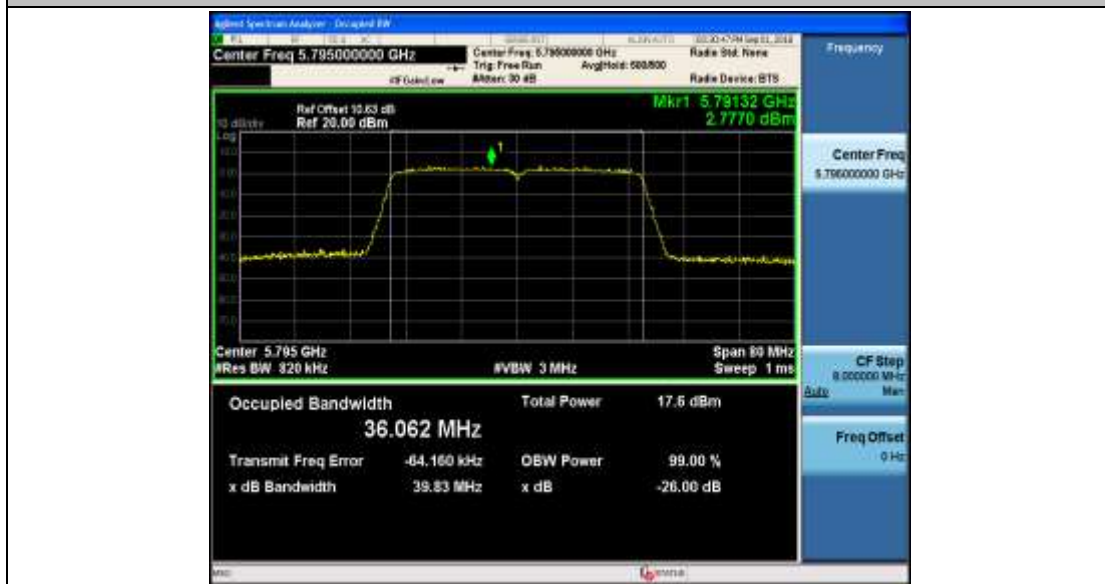 Agilent Spectrum Analyzer - Occupied BW
Center Freq 5.795000000 GHz
Center Freq: 5.795000000 GHz
Radio Std: None
Trig: Free Run
Avg|Hold: 500/500
#IFGain:Low
#Atten: 30 dB
Radio Device: BTS
Frequency
Ref Offset 10.63 dB
Mkr1 5.79132 GHz
10 dB/div
Ref 20.00 dBm
2.7770 dBm
Log
1
Center Freq
5.795000000 GHz
Center 5.795 GHz
Span 80 MHz
#Res BW 820 kHz
#VBW 3 MHz
Sweep 1 ms
CF Step
8.000000 MHz
Auto
Man
Occupied Bandwidth
Total Power
17.6 dBm
36.062 MHz
Freq Offset
0 Hz
Transmit Freq Error
-64.160 kHz
OBW Power
99.00 %
x dB Bandwidth
39.83 MHz
x dB
-26.00 dB
MSG
STATUS